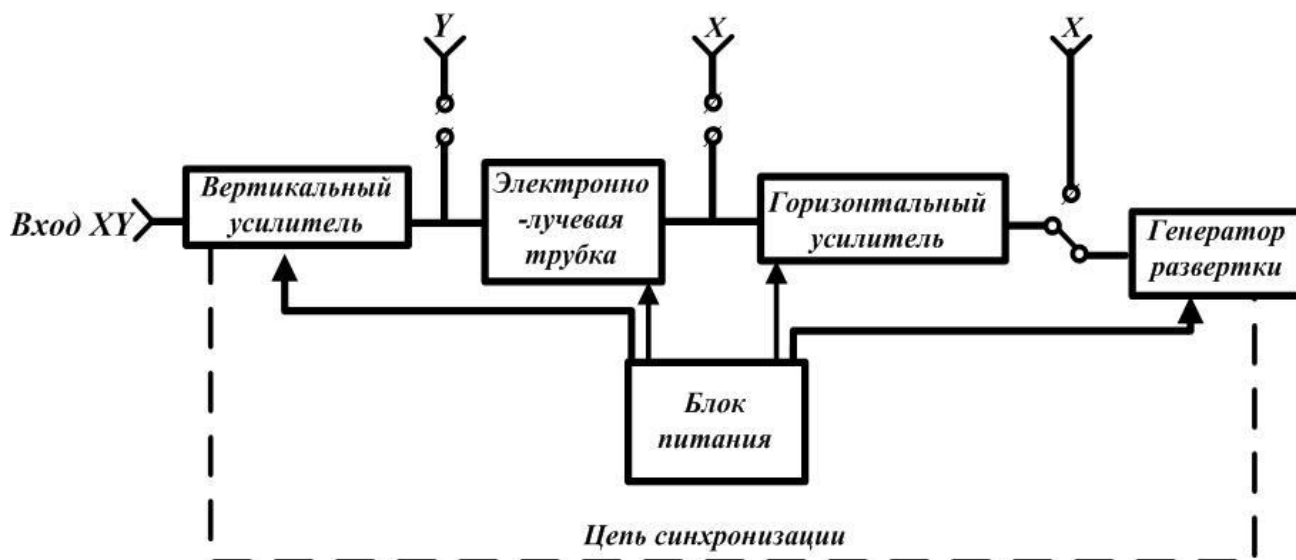 Y
X
X
Вход XY
Вертикальный
усилитель
Электронно
-лучевая
трубка
Горизонтальный
усилитель
Генератор
развертки
Блок
питания
Цепь синхронизации